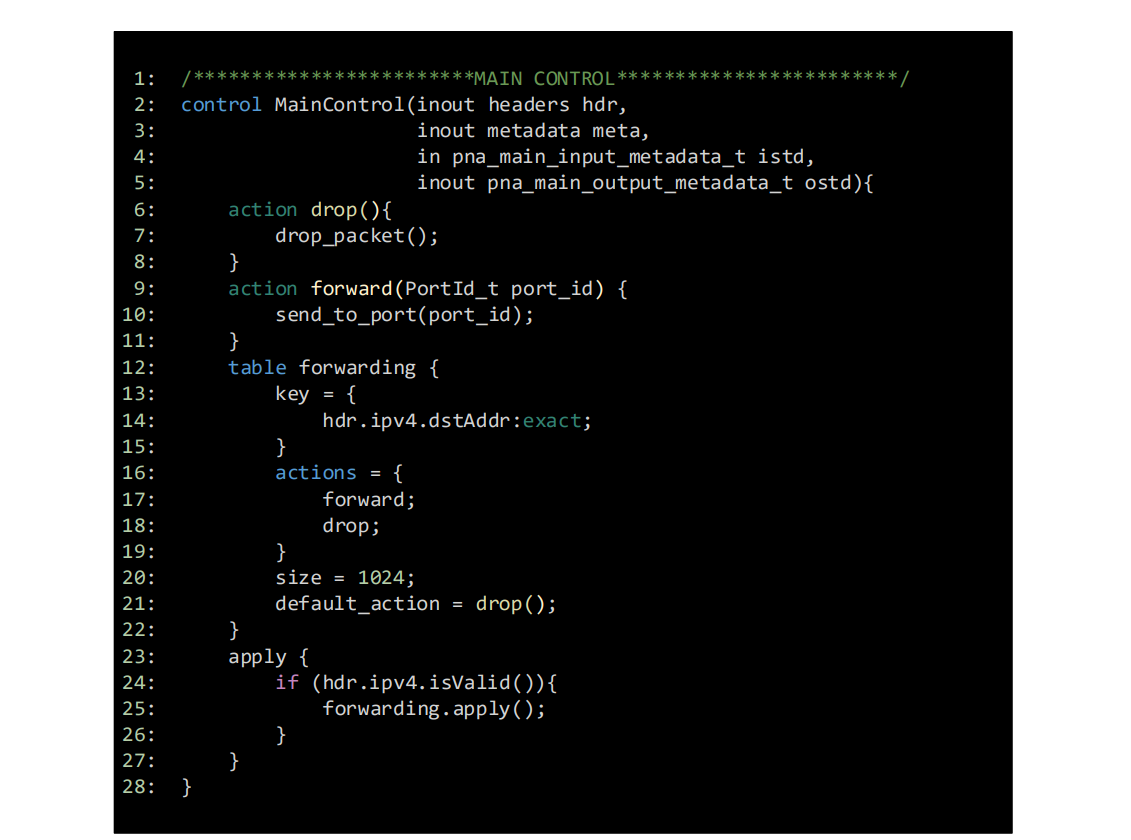 1: /************************MAIN CONTROL************************/
2: control MainControl(inout headers hdr,
3:                     inout metadata meta,
4:                     in pna_main_input_metadata_t istd,
5:                     inout pna_main_output_metadata_t ostd){
6:     action drop(){
7:         drop_packet();
8:     }
9:     action forward(PortId_t port_id) {
10:         send_to_port(port_id);
11:     }
12:     table forwarding {
13:         key = {
14:             hdr.ipv4.dstAddr:exact;
15:         }
16:         actions = {
17:             forward;
18:             drop;
19:         }
20:         size = 1024;
21:         default_action = drop();
22:     }
23:     apply {
24:         if (hdr.ipv4.isValid()){
25:             forwarding.apply();
26:         }
27:     }
28: }